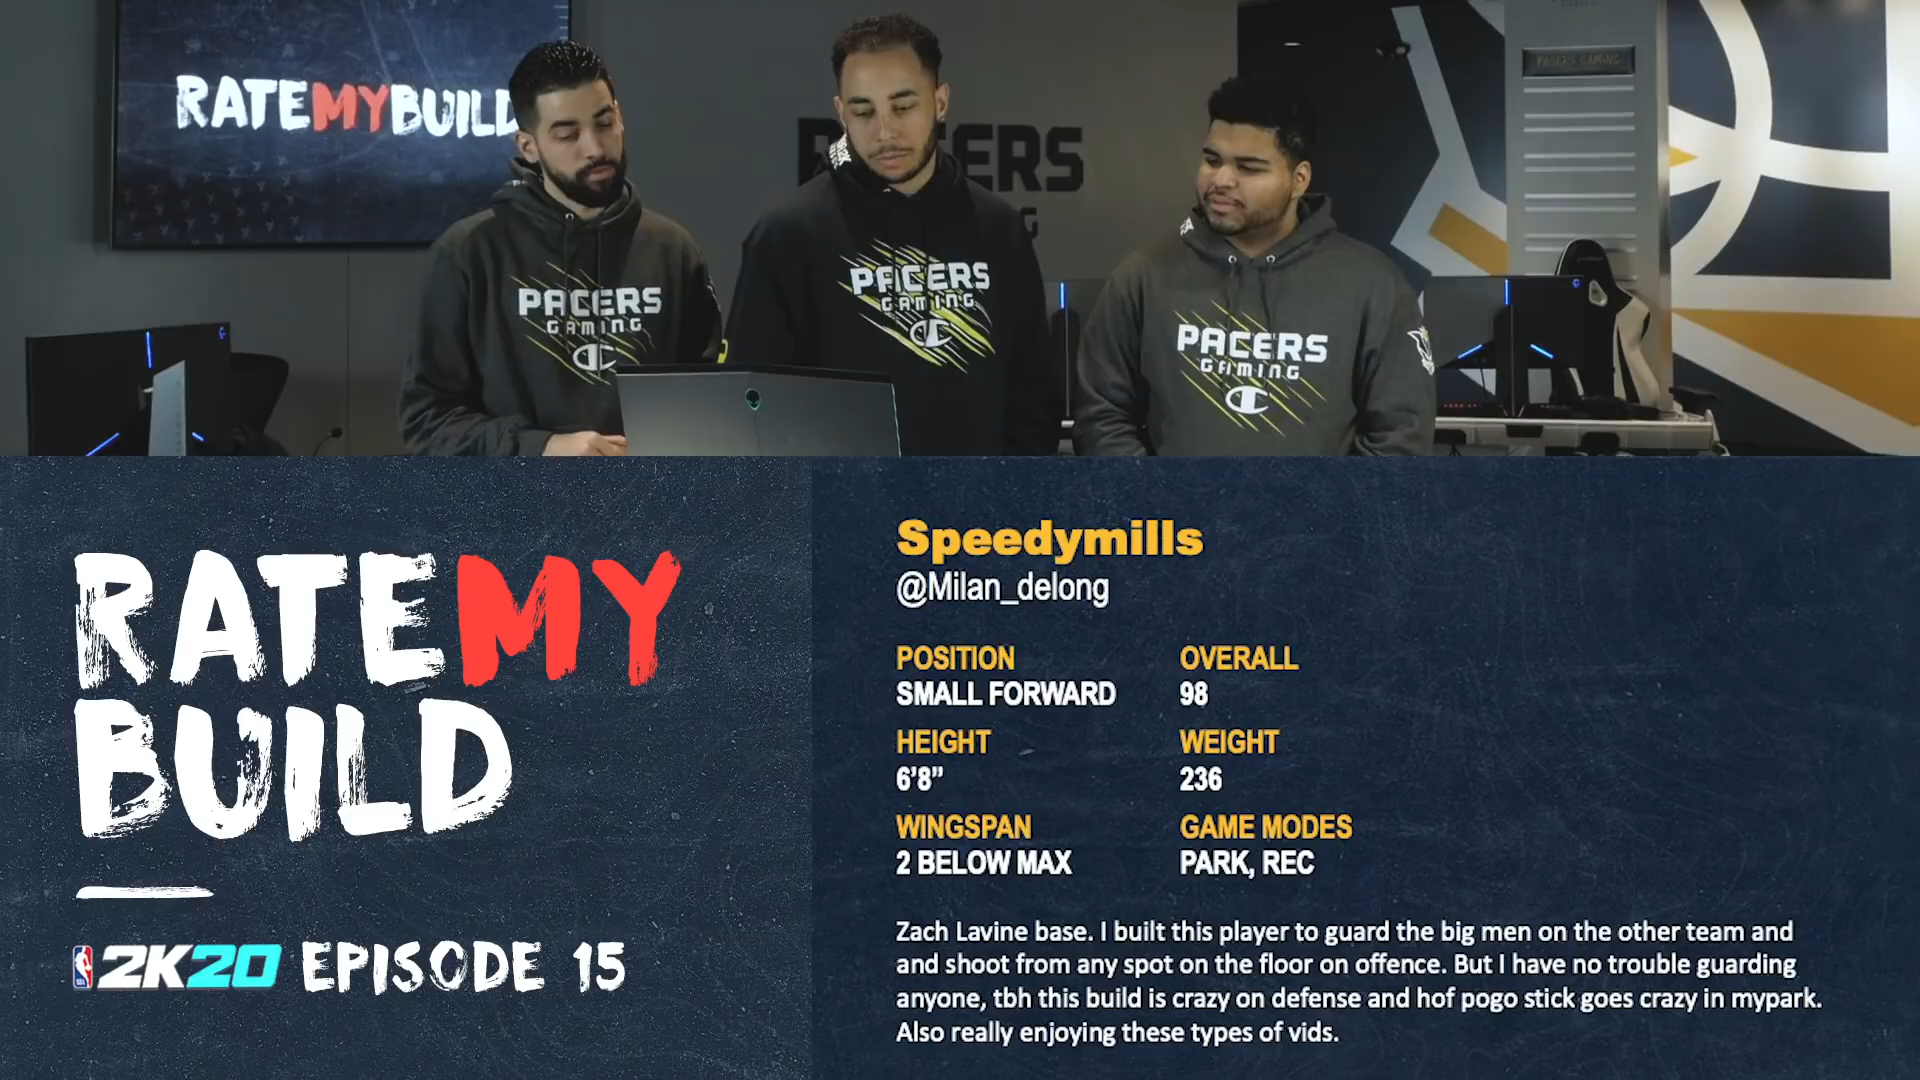 RATEMYBUILD
PACERS GAMING
PACERS
GAMING
PACERS
GAMING
PACERS
GAMING
RATEMY
BUILD
NBA 2K20 EPISODE 15
Speedymills
@Milan_delong
POSITION
SMALL FORWARD
OVERALL
98
HEIGHT
6’8”
WEIGHT
236
WINGSPAN
2 BELOW MAX
GAME MODES
PARK, REC
Zach Lavine base. I built this player to guard the big men on the other team and
and shoot from any spot on the floor on offence. But I have no trouble guarding
anyone, tbh this build is crazy on defense and hof pogo stick goes crazy in mypark.
Also really enjoying these types of vids.